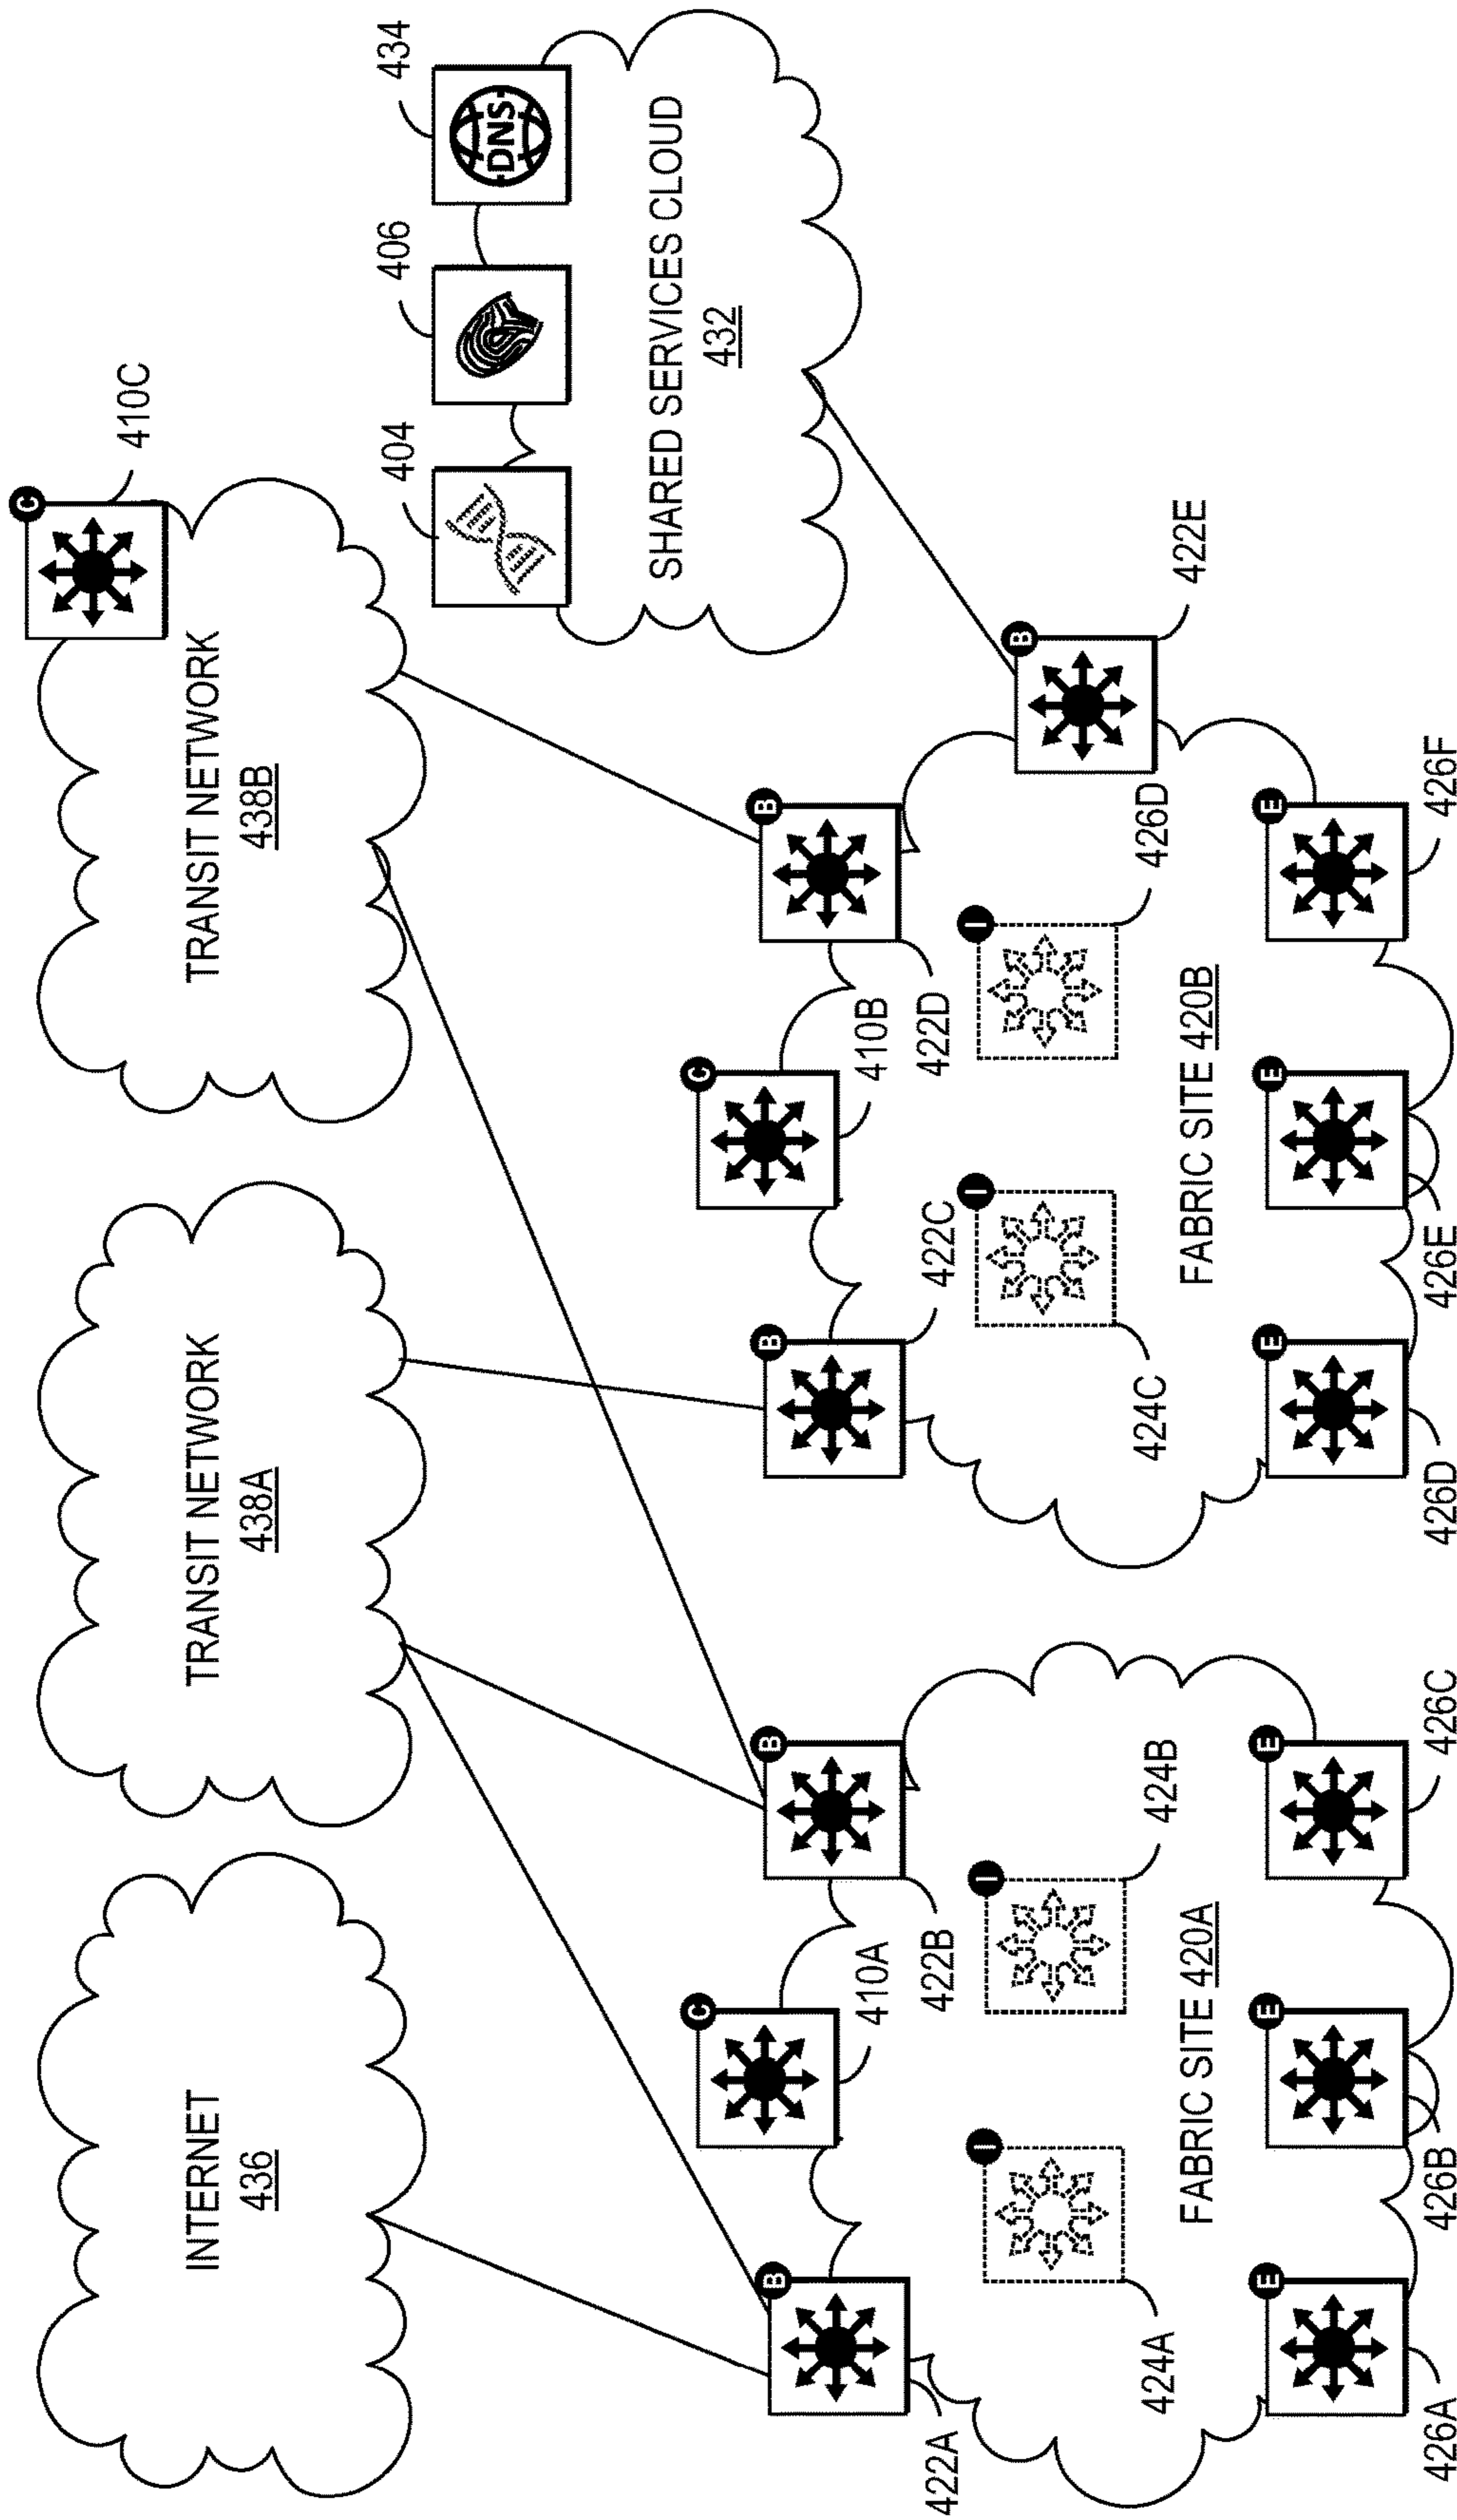 INTERNET
436
TRANSIT NETWORK
438A
TRANSIT NETWORK
438B
C
410C
404
406
434
DNS
SHARED SERVICES CLOUD
432
B
422A
C
410A
B
422B
I
424A
I
424B
FABRIC SITE 420A
E
426A
E
426B
E
426C
B
422C
C
410B
B
422D
B
422E
I
424C
I
426D
FABRIC SITE 420B
E
426D
E
426E
E
426F